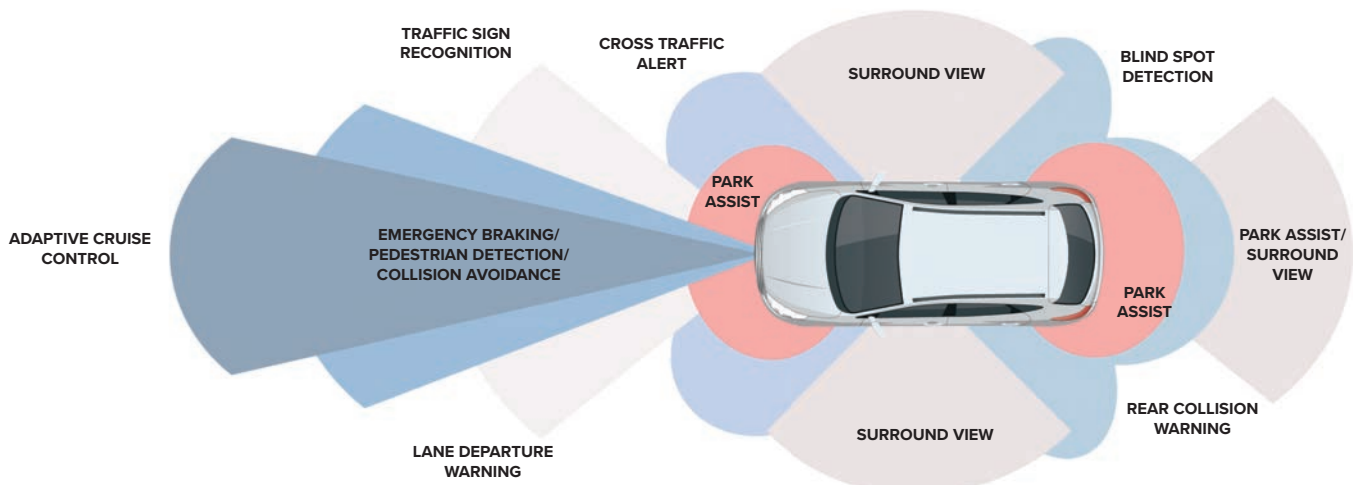 TRAFFIC SIGN
RECOGNITION
CROSS TRAFFIC
ALERT
SURROUND VIEW
BLIND SPOT
DETECTION
PARK
ASSIST
ADAPTIVE CRUISE
CONTROL
EMERGENCY BRAKING/
PEDESTRIAN DETECTION/
COLLISION AVOIDANCE
PARK ASSIST/
SURROUND
VIEW
PARK
ASSIST
LANE DEPARTURE
WARNING
SURROUND VIEW
REAR COLLISION
WARNING